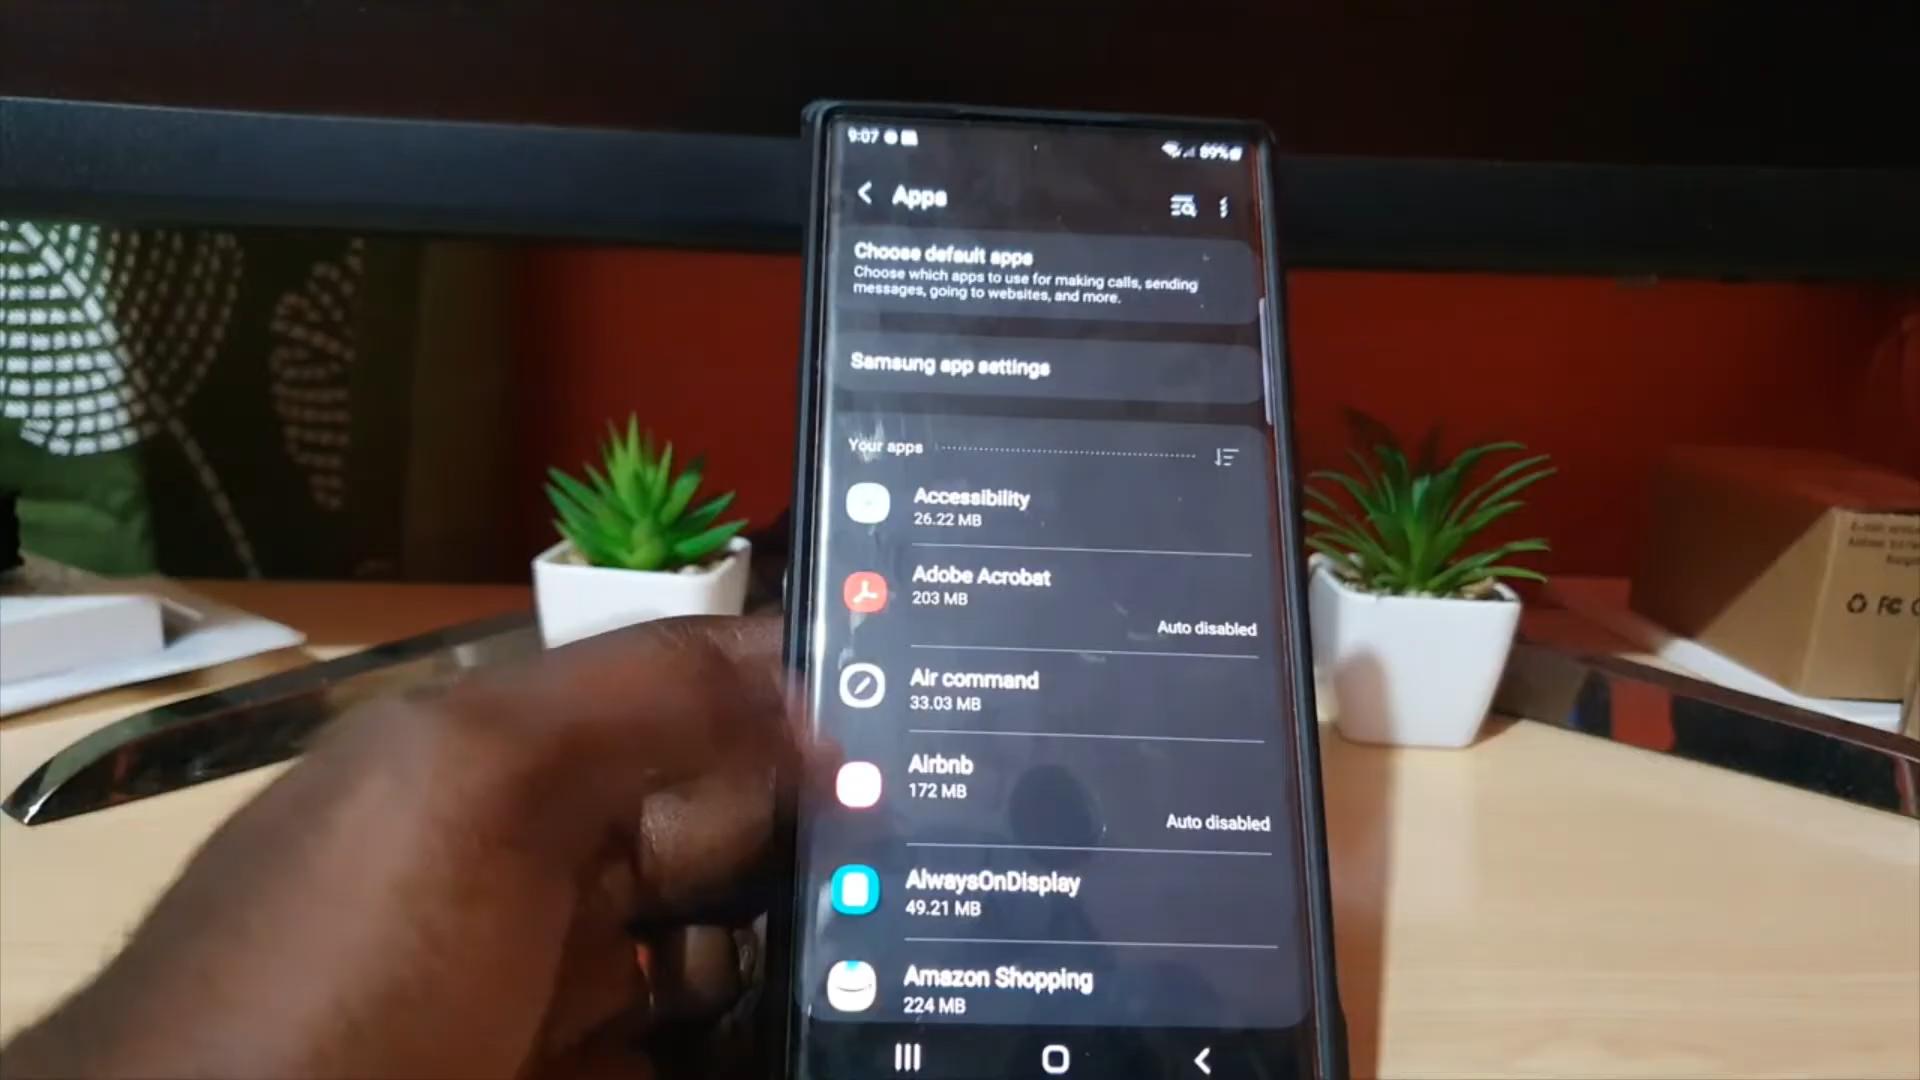 9:07
89%
Apps
Choose default apps
Choose which apps to use for making calls, sending
messages, going to websites, and more.
Samsung app settings
Your apps
Accessibility
26.22 MB
Adobe Acrobat
203 MB
Auto disabled
Air command
33.03 MB
Airbnb
172 MB
Auto disabled
AlwaysOnDisplay
49.21 MB
Amazon Shopping
224 MB
FC